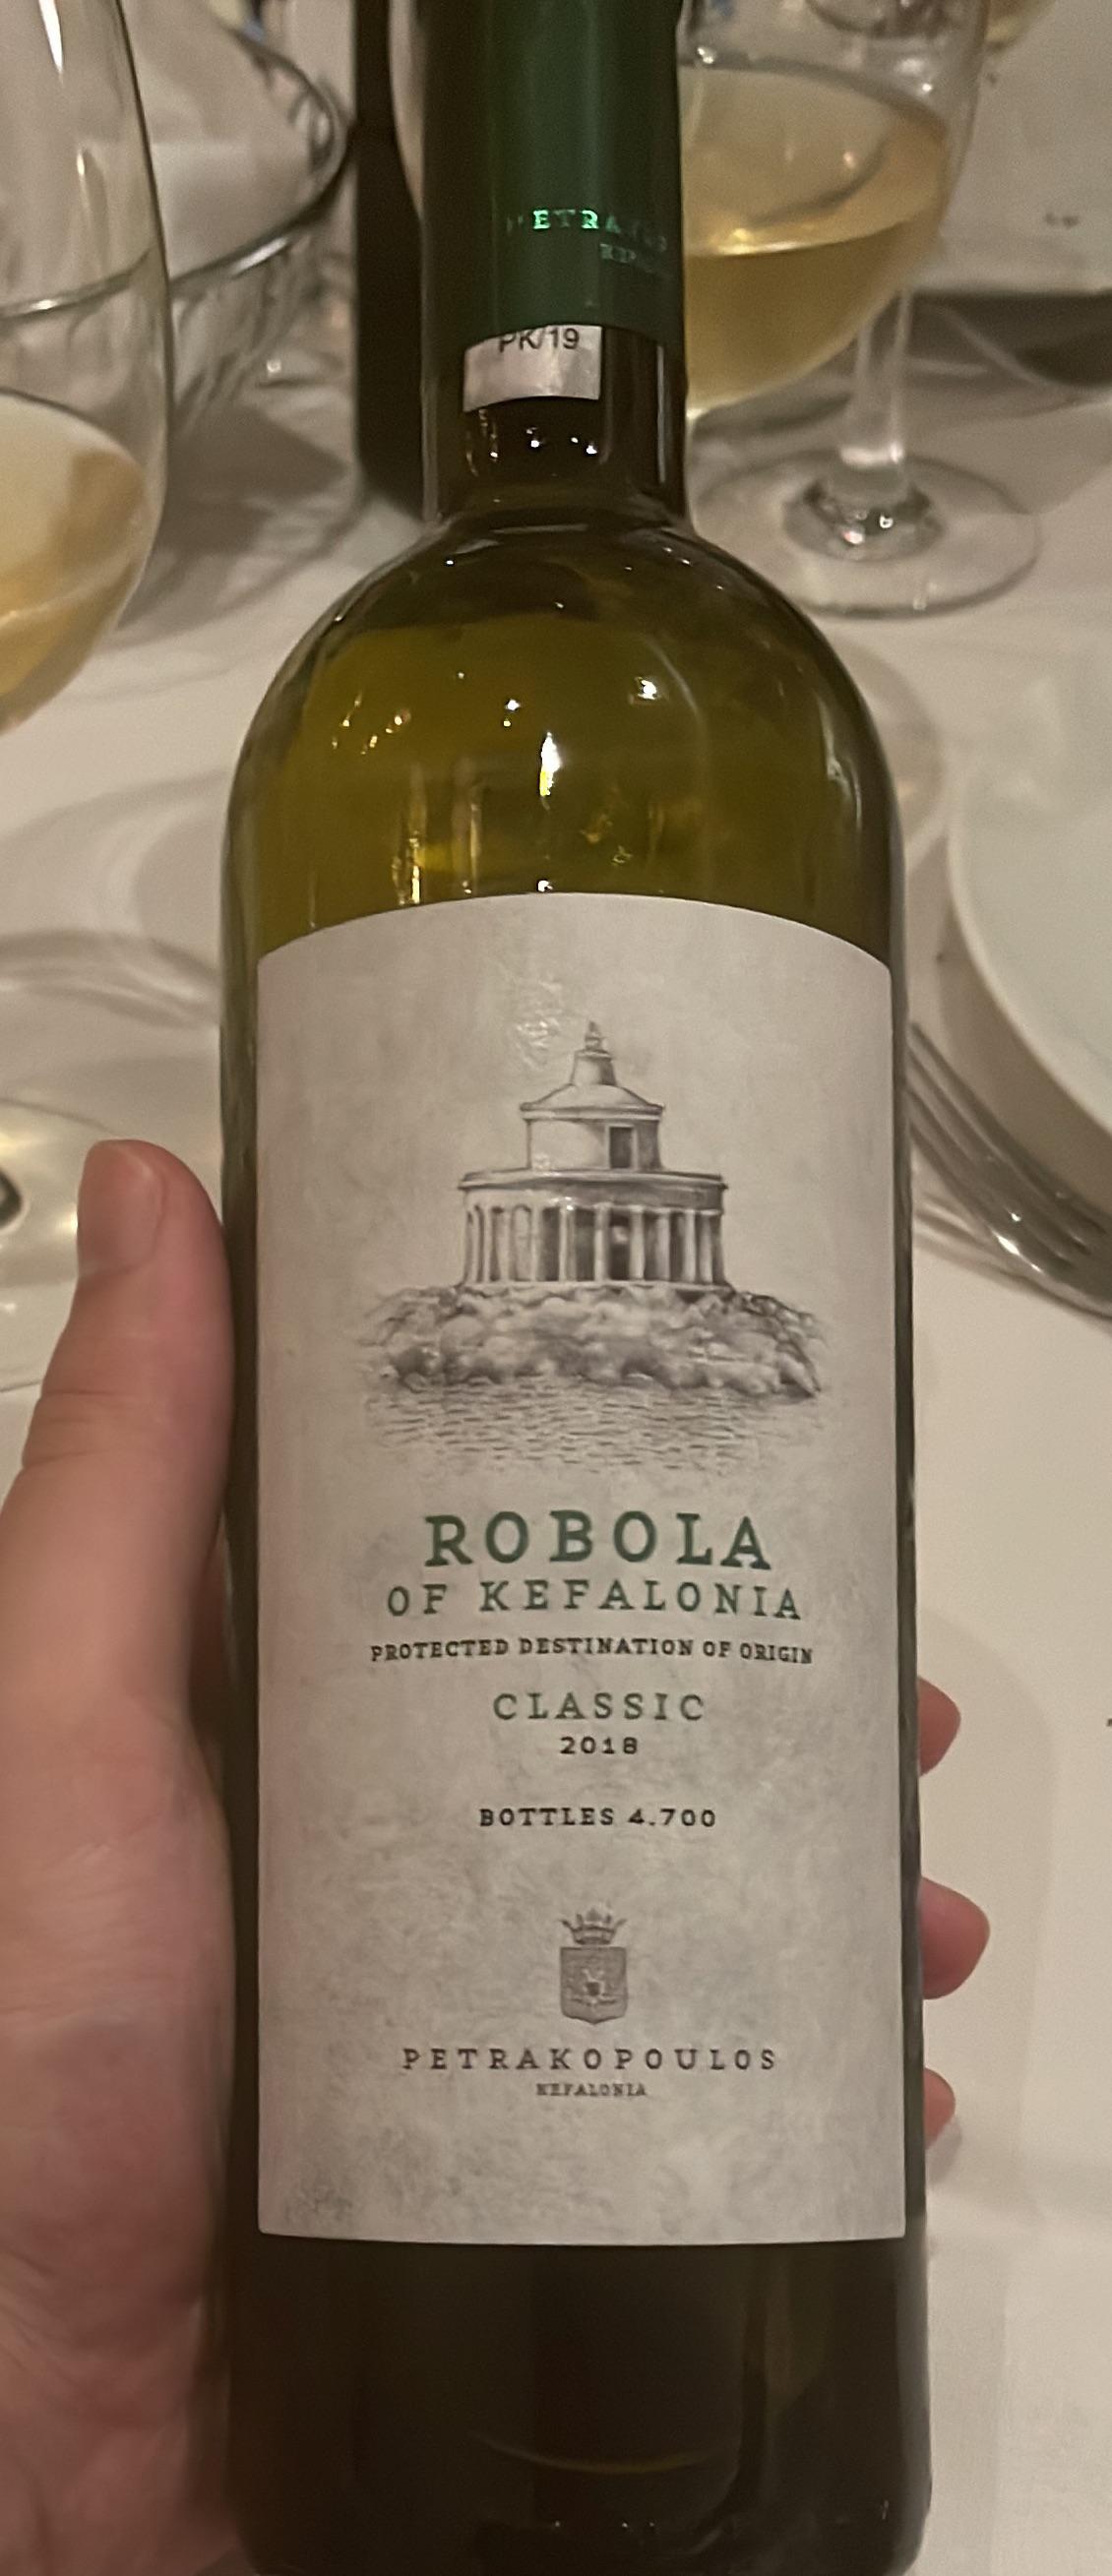 PK/19
ROBOLA
OF KEFALONIA
PROTECTED DESTINATION OF ORIGIN
CLASSIC
2018
BOTTLES 4.700
PETRAKOPOULOS
KEFALONIA